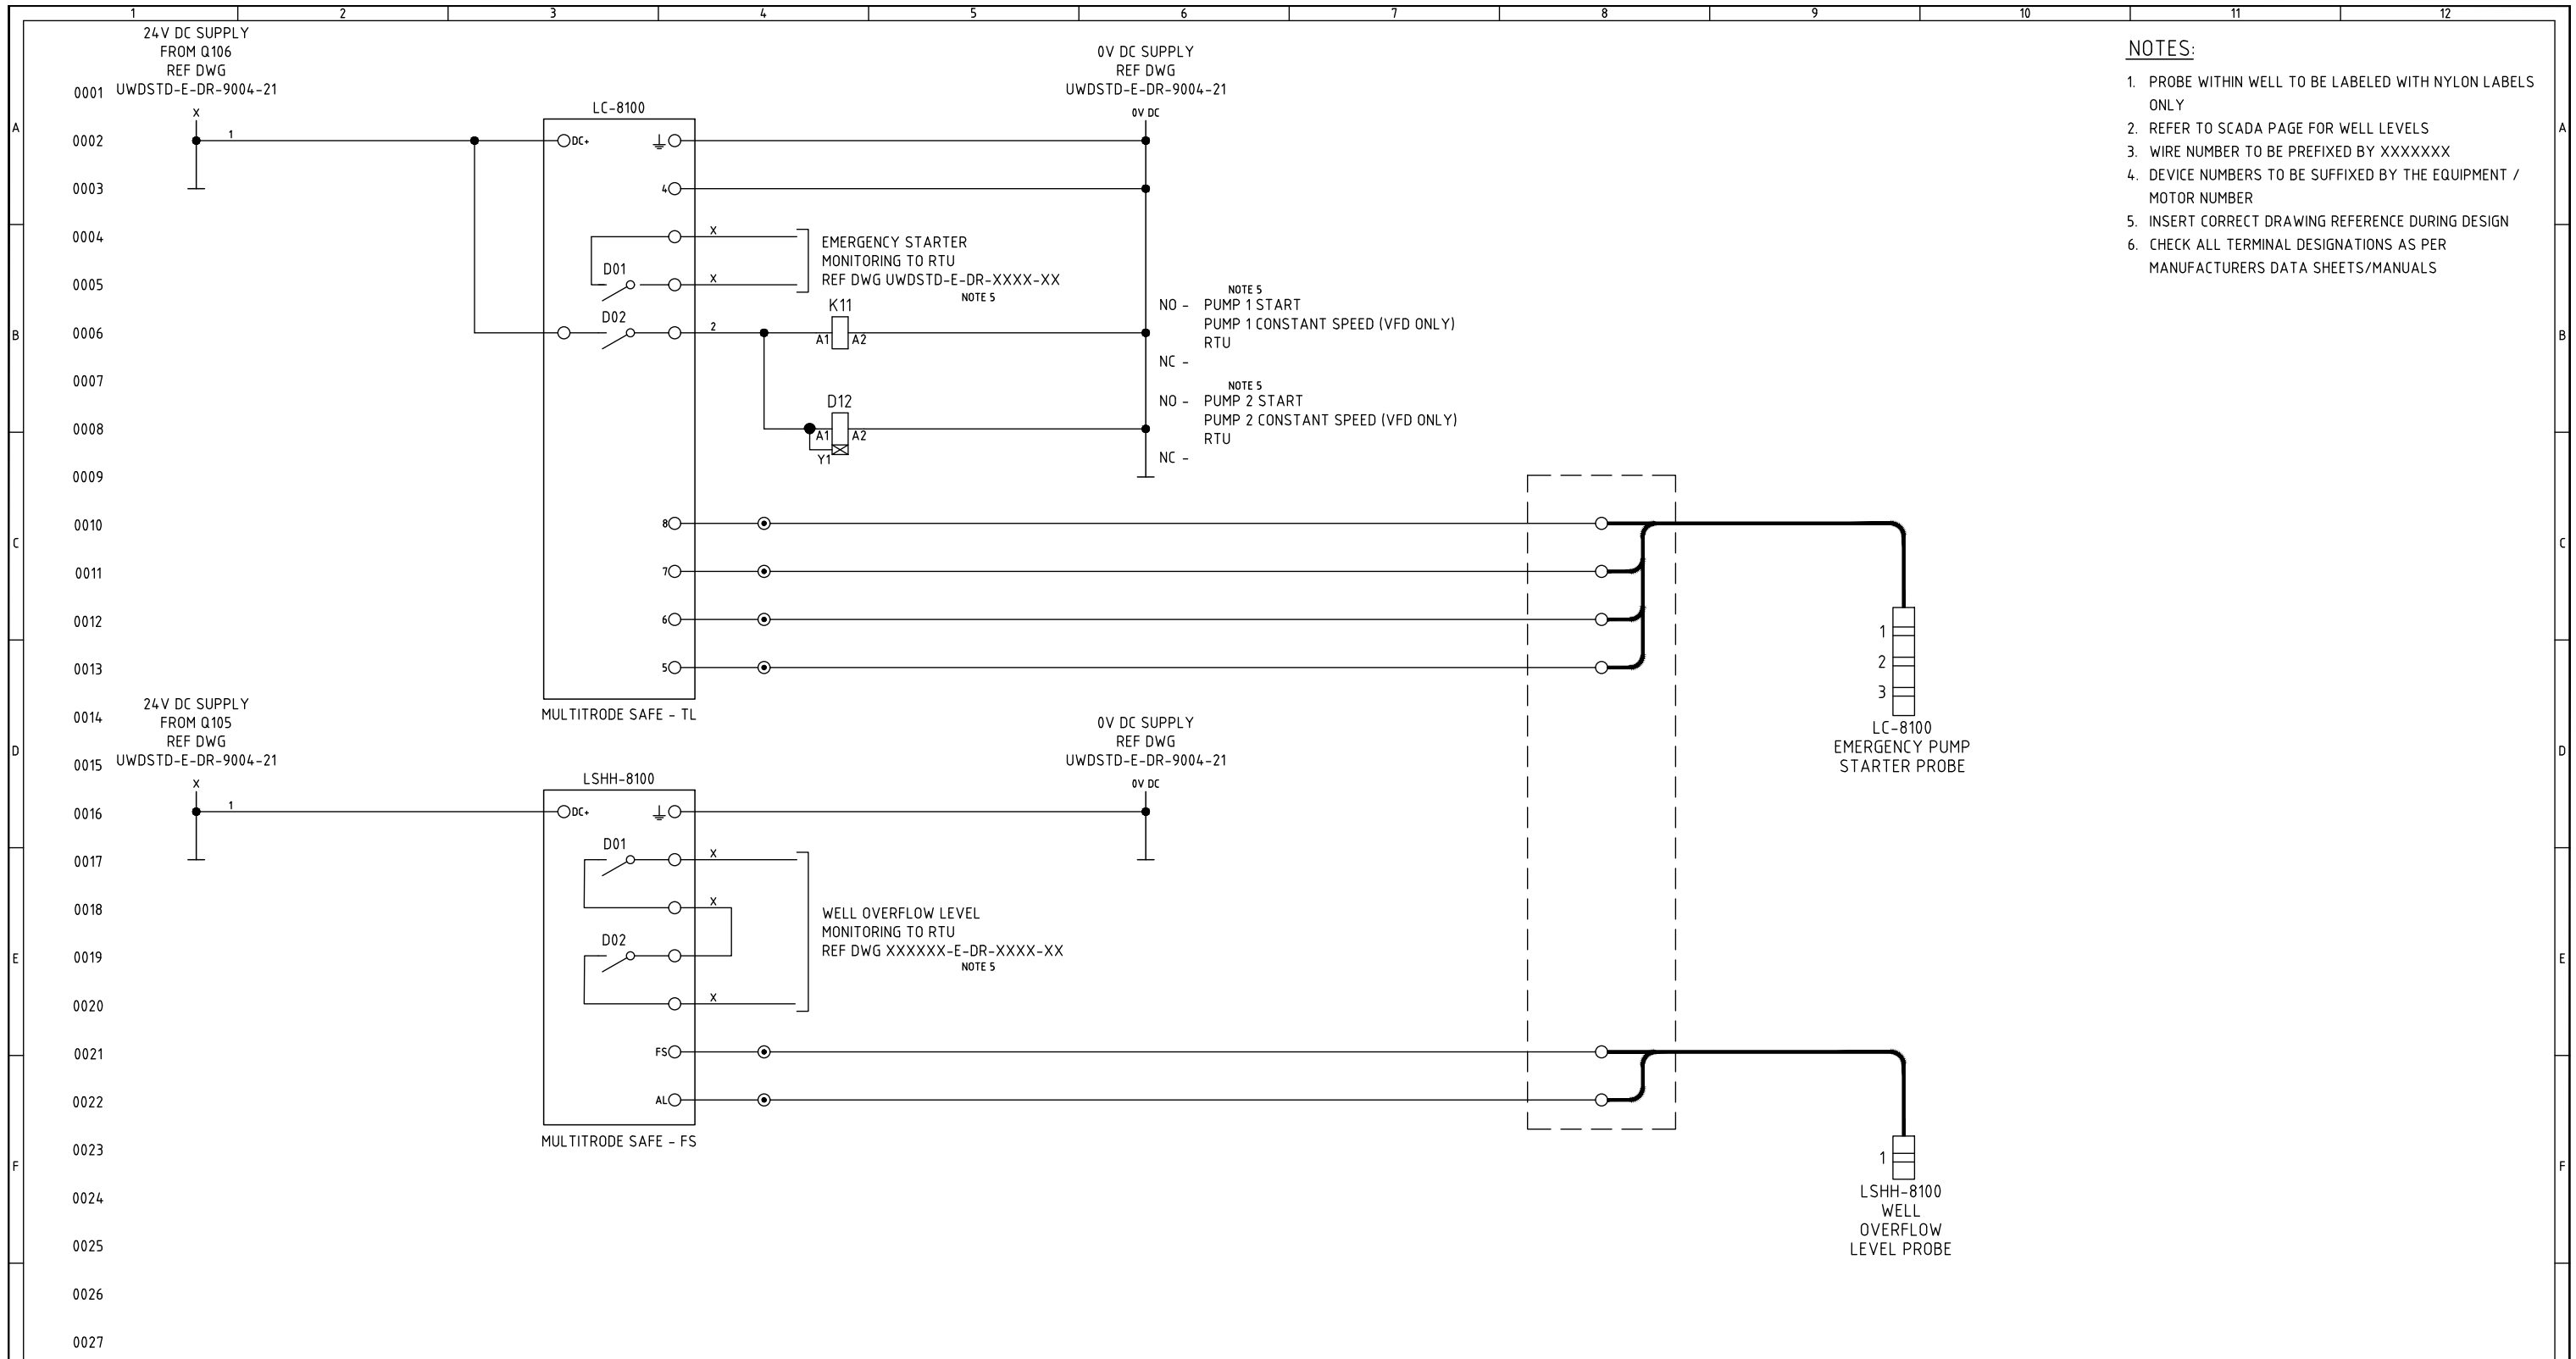 1 2 3 4 5 6 7 8 9 10 11 12
24V DC SUPPLY
FROM Q106
REF DWG
UWDSTD-E-DR-9004-21
X
1
0V DC SUPPLY
REF DWG
UWDSTD-E-DR-9004-21
0V DC
NOTES:
1. PROBE WITHIN WELL TO BE LABELED WITH NYLON LABELS
ONLY
2. REFER TO SCADA PAGE FOR WELL LEVELS
3. WIRE NUMBER TO BE PREFIXED BY XXXXXXX
4. DEVICE NUMBERS TO BE SUFFIXED BY THE EQUIPMENT /
MOTOR NUMBER
5. INSERT CORRECT DRAWING REFERENCE DURING DESIGN
6. CHECK ALL TERMINAL DESIGNATIONS AS PER
MANUFACTURERS DATA SHEETS/MANUALS
A
B
C
D
E
F
A
B
C
D
E
F
0001
0002
0003
0004
0005
0006
0007
0008
0009
0010
0011
0012
0013
0014
0015
0016
0017
0018
0019
0020
0021
0022
0023
0024
0025
0026
0027
LC-8100
DC+
4
X
D01
X
D02
2
EMERGENCY STARTER
MONITORING TO RTU
REF DWG UWDSTD-E-DR-XXXX-XX
NOTE 5
K11
A1 A2
NOTE 5
NO - PUMP 1 START
PUMP 1 CONSTANT SPEED (VFD ONLY)
RTU
NC -
D12
A1 A2
Y1
NOTE 5
NO - PUMP 2 START
PUMP 2 CONSTANT SPEED (VFD ONLY)
RTU
NC -
8
7
6
5
MULTITRODE SAFE - TL
1
2
3
LC-8100
EMERGENCY PUMP
STARTER PROBE
24V DC SUPPLY
FROM Q105
REF DWG
UWDSTD-E-DR-9004-21
X
1
0V DC SUPPLY
REF DWG
UWDSTD-E-DR-9004-21
0V DC
LSHH-8100
DC+
D01
X
X
D02
X
WELL OVERFLOW LEVEL
MONITORING TO RTU
REF DWG XXXXXX-E-DR-XXXX-XX
NOTE 5
FS
AL
MULTITRODE SAFE - FS
1
LSHH-8100
WELL
OVERFLOW
LEVEL PROBE